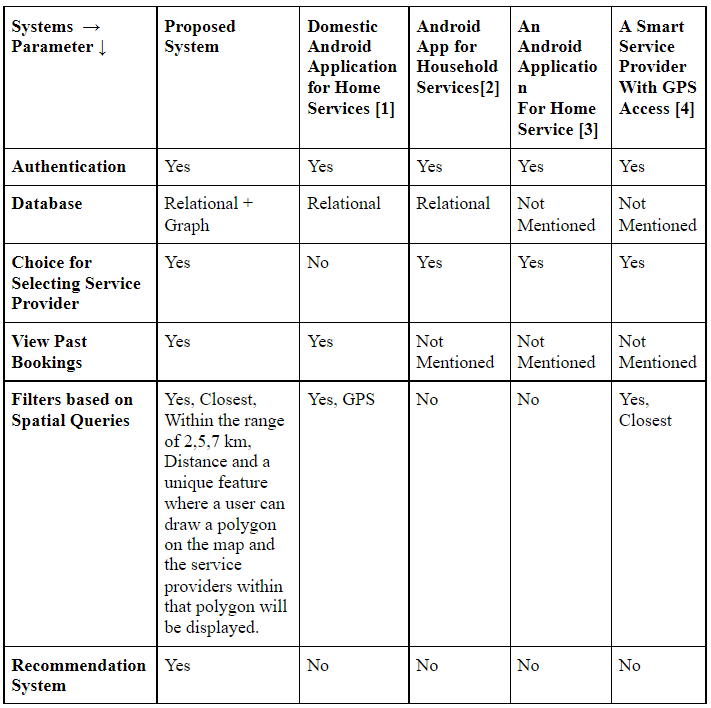 Systems →
Parameter ↓
Proposed
System
Domestic
Android
Application
for Home
Services [1]
Android
App for
Household
Services[2]
An
Android
Applicatio
n
For Home
Service [3]
A Smart
Service
Provider
With GPS
Access [4]
Authentication
Yes
Yes
Yes
Yes
Yes
Database
Relational +
Graph
Relational
Relational
Not
Mentioned
Not
Mentioned
Choice for
Selecting Service
Provider
Yes
No
Yes
Yes
Yes
View Past
Bookings
Yes
Yes
Not
Mentioned
Not
Mentioned
Not
Mentioned
Filters based on
Spatial Queries
Yes, Closest,
Within the range
of 2,5,7 km,
Distance and a
unique feature
where a user can
draw a polygon
on the map and
the service
providers within
that polygon will
be displayed.
Yes, GPS
No
No
Yes,
Closest
Recommendation
System
Yes
No
No
No
No